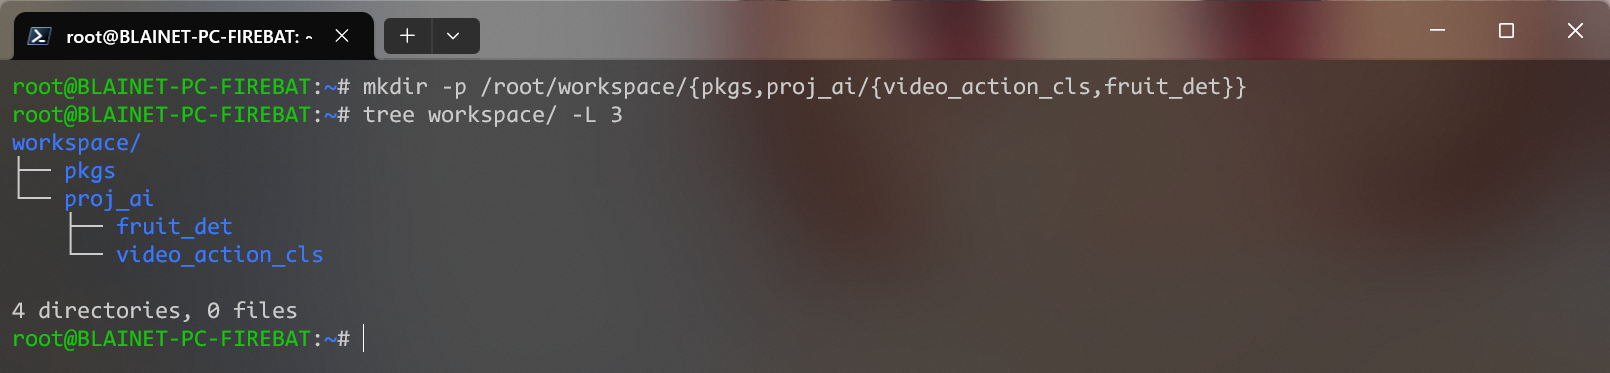 root@BLAINET-PC-FIREBAT: ~
root@BLAINET-PC-FIREBAT:~# mkdir -p /root/workspace/{pkgs,proj_ai/{video_action_cls,fruit_det}}
root@BLAINET-PC-FIREBAT:~# tree workspace/ -L 3
workspace/
├── pkgs
└── proj_ai
    ├── fruit_det
    └── video_action_cls

4 directories, 0 files
root@BLAINET-PC-FIREBAT:~#